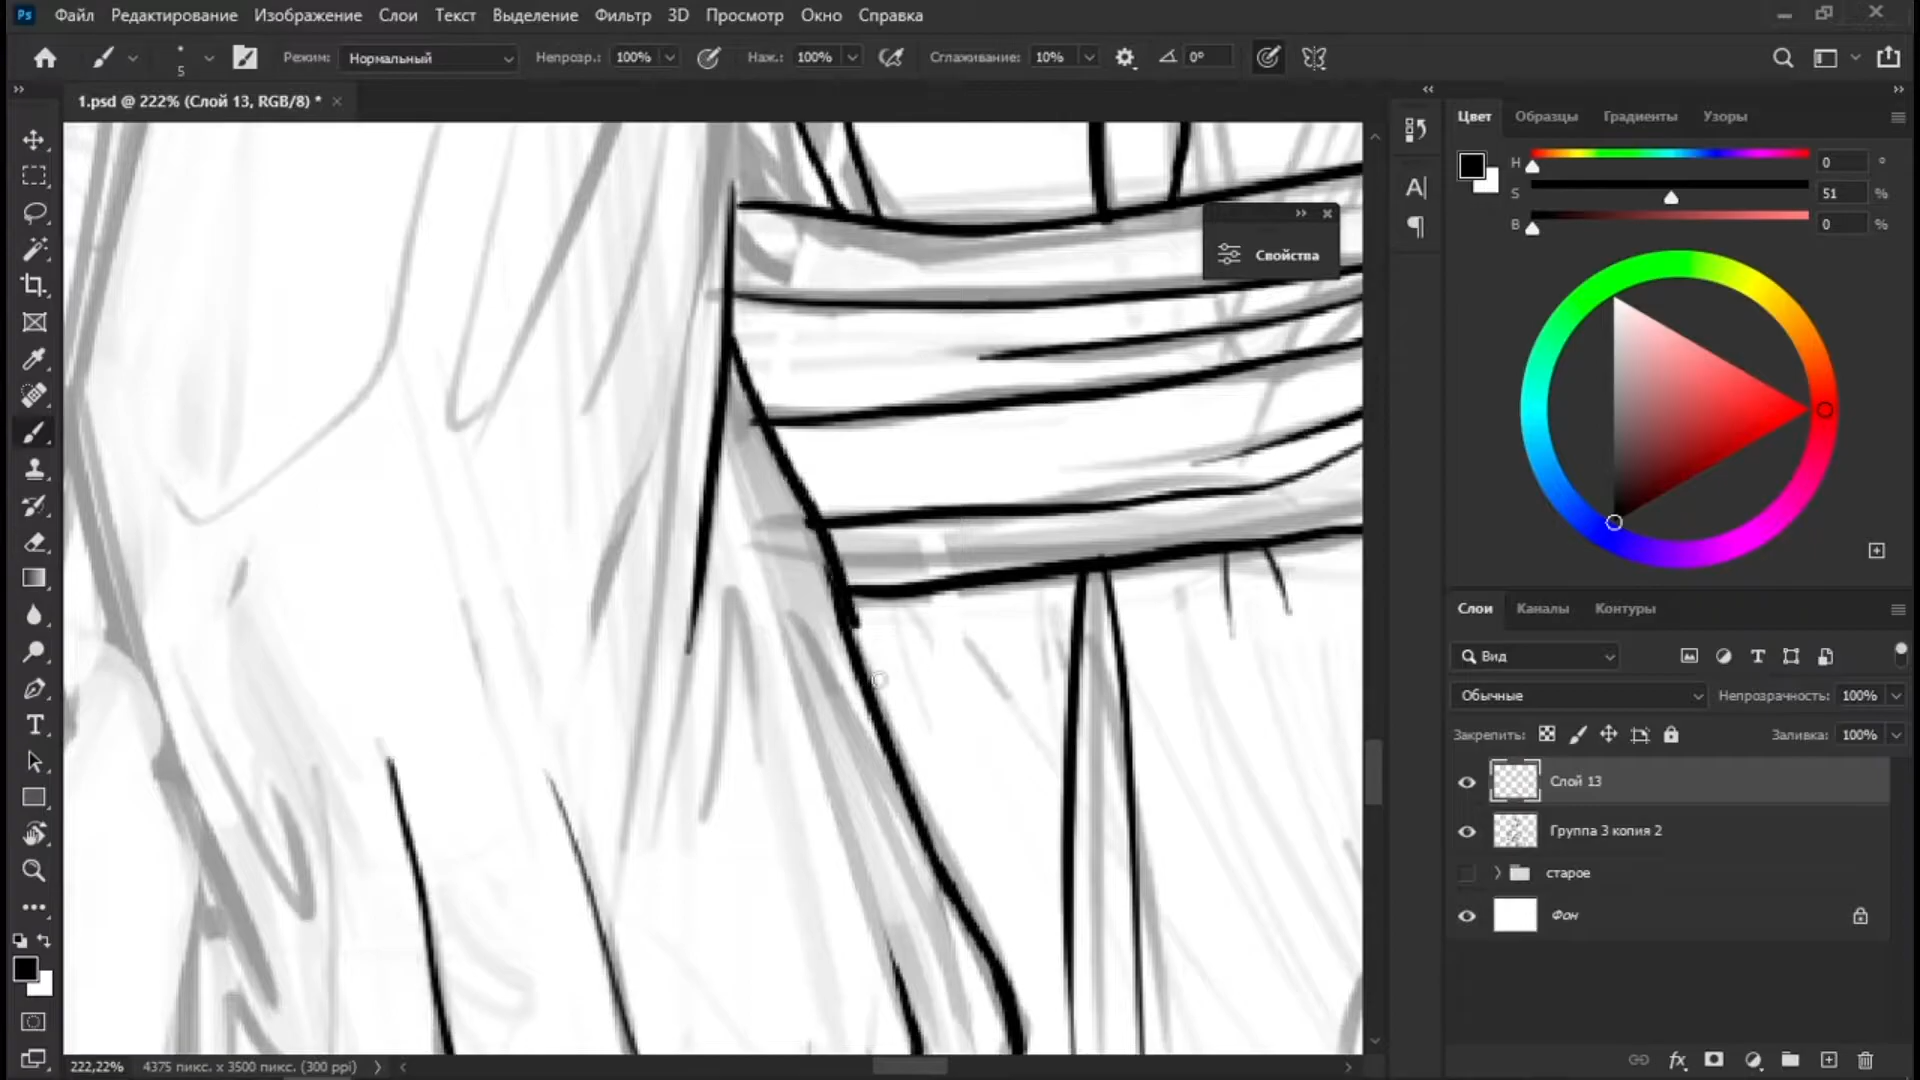 Ps Файл Редактирование Изображение Слои Текст Выделение Фильтр 3D Просмотр Окно Справка
5 Режим: Нормальный Непрозр.: 100% Наж.: 100% Сглаживание: 10% 0°
1.psd @ 222% (Слой 13, RGB/8) *
Цвет Образцы Градиенты Узоры
H 0 °
S 51 %
B 0 %
Свойства
Слои Каналы Контуры
Вид
Обычные Непрозрачность: 100%
Закрепить: Заливка: 100%
Слой 13
Группа 3 копия 2
старое
Фон
222,22% 4375 пикс. x 3500 пикс. (300 ppi)